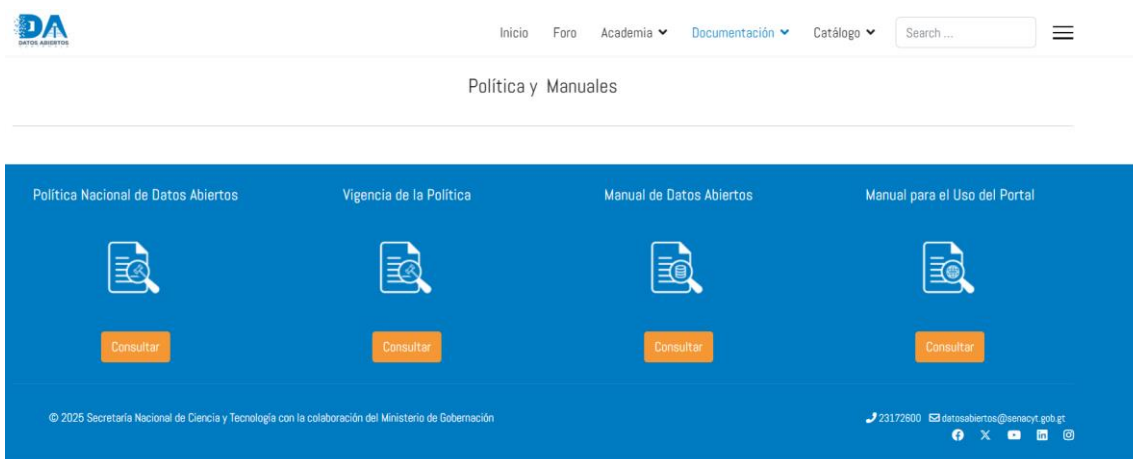 DA
DATOS ABIERTOS
Inicio Foro Academia Documentación Catálogo Search ...
Política y Manuales
Política Nacional de Datos Abiertos Vigencia de la Política Manual de Datos Abiertos Manual para el Uso del Portal
Consultar Consultar Consultar Consultar
© 2025 Secretaría Nacional de Ciencia y Tecnología con la colaboración del Ministerio de Gobernación 23172600 datosabiertos@senacyt.gob.gt